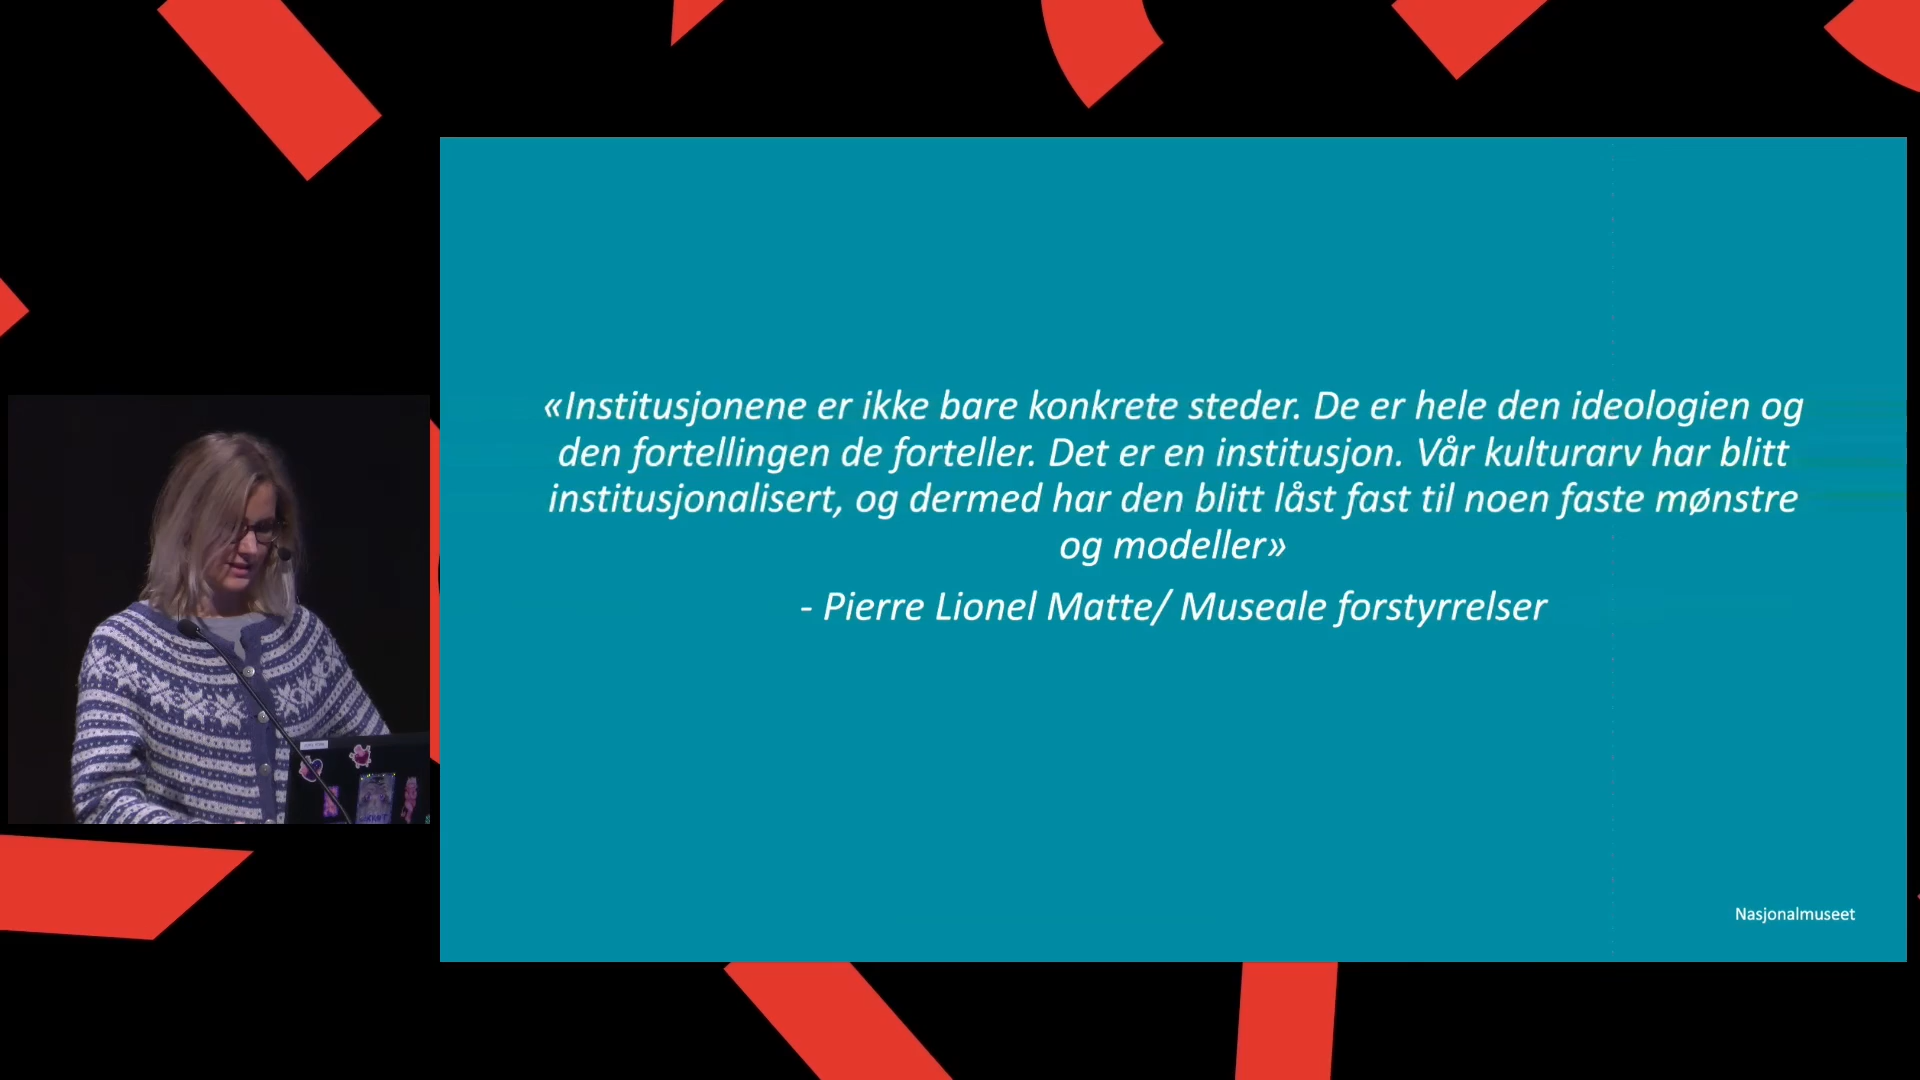 «Institusjonene er ikke bare konkrete steder. De er hele den ideologien og
den fortellingen de forteller. Det er en institusjon. Vår kulturarv har blitt
institusjonalisert, og dermed har den blitt låst fast til noen faste mønstre
og modeller»
- Pierre Lionel Matte/ Museale forstyrrelser
Nasjonalmuseet